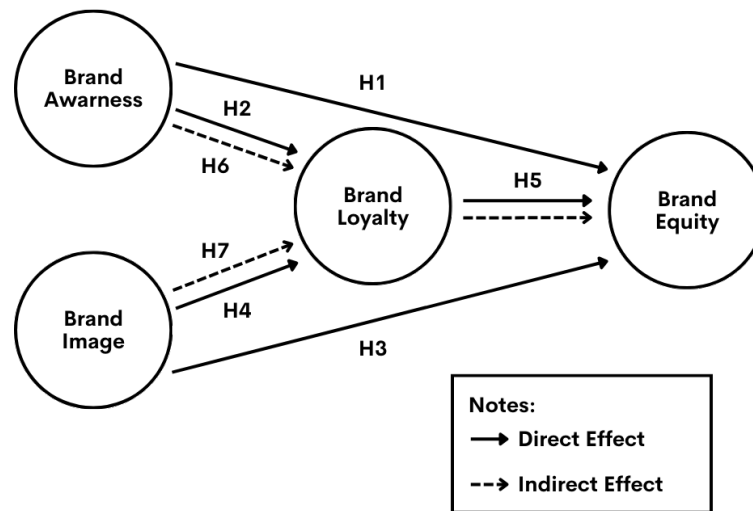 Brand
Awarness
H1
H2
H6
Brand
Loyalty
H5
Brand
Equity
H7
H4
Brand
Image
H3
Notes:
Direct Effect
Indirect Effect